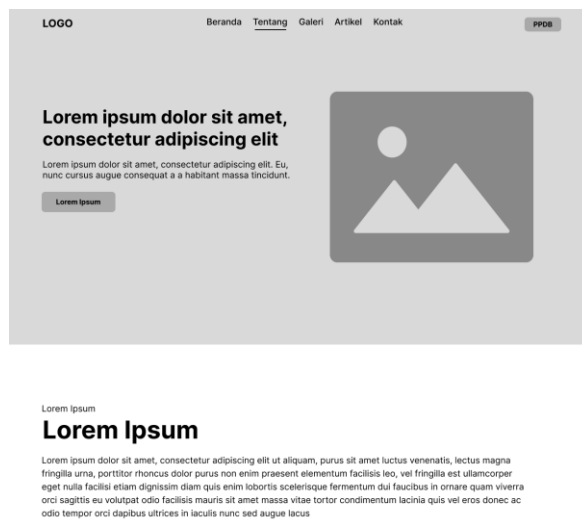 LOGO
Beranda Tentang Galeri Artikel Kontak
PPDB
Lorem ipsum dolor sit amet,
consectetur adipiscing elit
Lorem ipsum dolor sit amet, consectetur adipiscing elit. Eu,
nunc cursus augue consequat a a habitant massa tincidunt.
Lorem Ipsum
Lorem Ipsum
Lorem Ipsum
Lorem ipsum dolor sit amet, consectetur adipiscing elit ut aliquam, purus sit amet luctus venenatis, lectus magna
fringilla urna, porttitor rhoncus dolor purus non enim praesent elementum facilisis leo, vel fringilla est ullamcorper
eget nulla facilisi etiam dignissim diam quis enim lobortis scelerisque fermentum dui faucibus in ornare quam viverra
orci sagittis eu volutpat odio facilisis mauris sit amet massa vitae tortor condimentum lacinia quis vel eros donec ac
odio tempor orci dapibus ultrices in iaculis nunc sed augue lacus